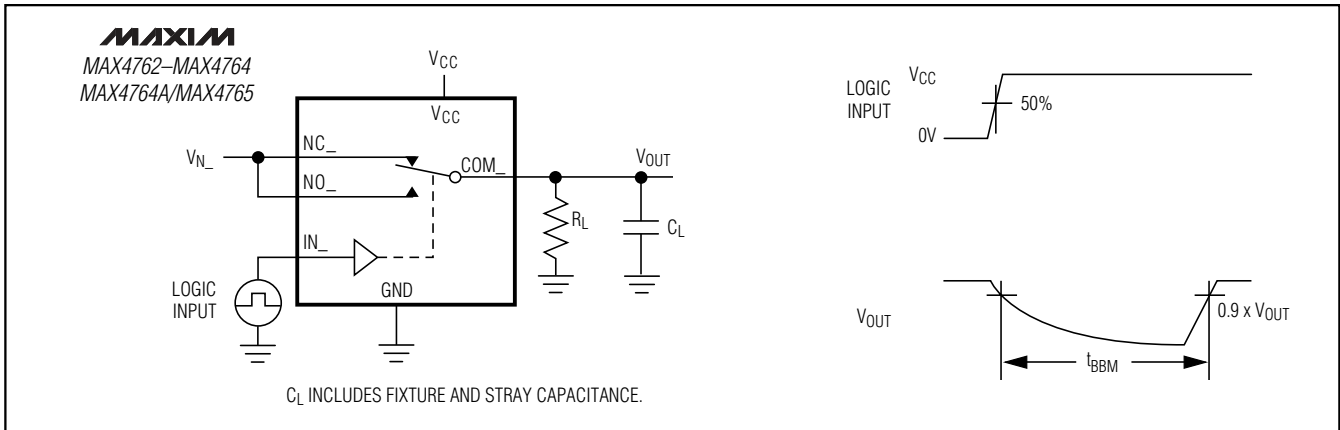 MAXIM
MAX4762–MAX4764
MAX4764A/MAX4765
VCC
VCC
VN_
NC_
NO_
COM_
VOUT
RL
CL
IN_
LOGIC
INPUT
GND
CL INCLUDES FIXTURE AND STRAY CAPACITANCE.
LOGIC
INPUT
VCC
50%
0V
VOUT
0.9 x VOUT
tBBM